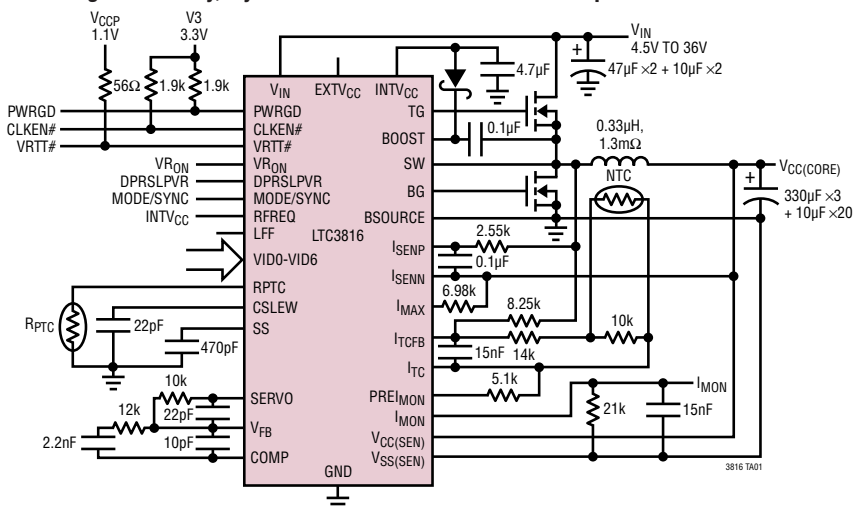 V_CCP
1.1V
V3
3.3V
56Ω
1.9k
1.9k
PWRGD
CLKEN#
VRTT#
VR_ON
DPRSLPVR
MODE/SYNC
INTV_CC
V_IN
EXTV_CC
INTV_CC
PWRGD
CLKEN#
VRTT#
VR_ON
DPRSLPVR
MODE/SYNC
RFREQ
LFF
LTC3816
VID0-VID6
RPTC
CSLEW
SS
SERVO
V_FB
COMP
GND
TG
BOOST
SW
BG
BSOURCE
I_SENP
I_SENN
I_MAX
I_TCFB
I_TC
PREI_MON
I_MON
V_CC(SEN)
V_SS(SEN)
R_PTC
22pF
470pF
10k
12k
22pF
2.2nF
10pF
4.7µF
+
V_IN
4.5V TO 36V
47µF ×2 + 10µF ×2
0.1µF
0.33µH,
1.3mΩ
NTC
V_CC(CORE)
+
330µF ×3
+ 10µF ×20
2.55k
0.1µF
6.98k
8.25k
15nF
14k
10k
5.1k
I_MON
21k
15nF
3816 TA01